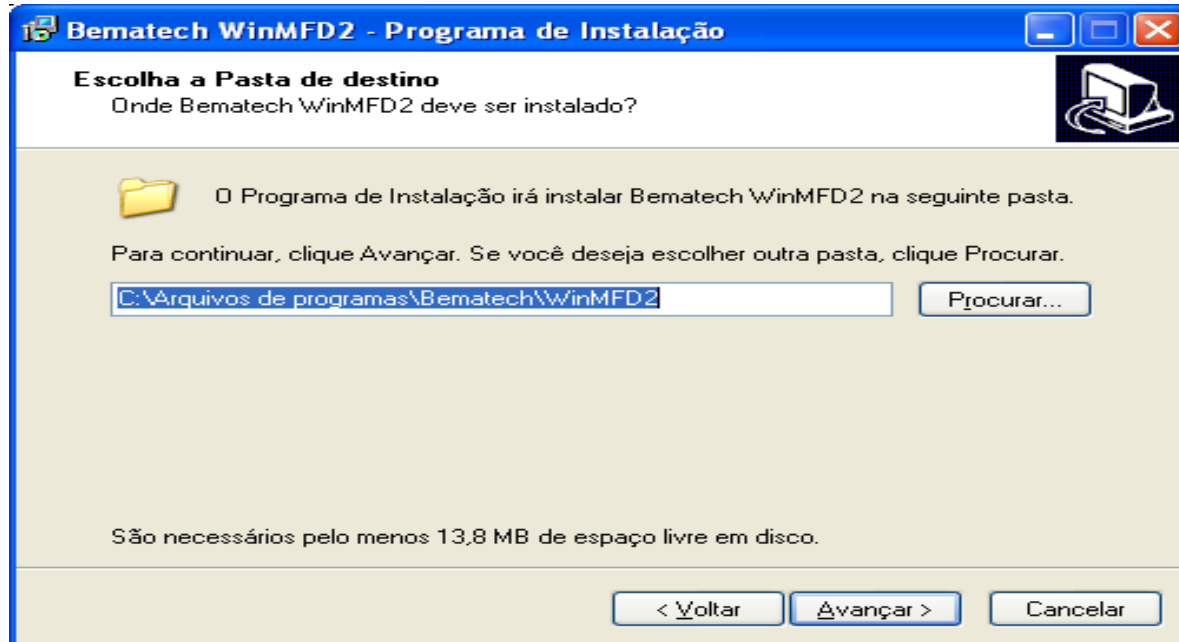 Bematech WinMFD2 - Programa de Instalação
Escolha a Pasta de destino
Onde Bematech WinMFD2 deve ser instalado?
O Programa de Instalação irá instalar Bematech WinMFD2 na seguinte pasta.
Para continuar, clique Avançar. Se você deseja escolher outra pasta, clique Procurar.
C:\Arquivos de programas\Bematech\WinMFD2
Procurar...
São necessários pelo menos 13,8 MB de espaço livre em disco.
< Voltar
Avançar >
Cancelar